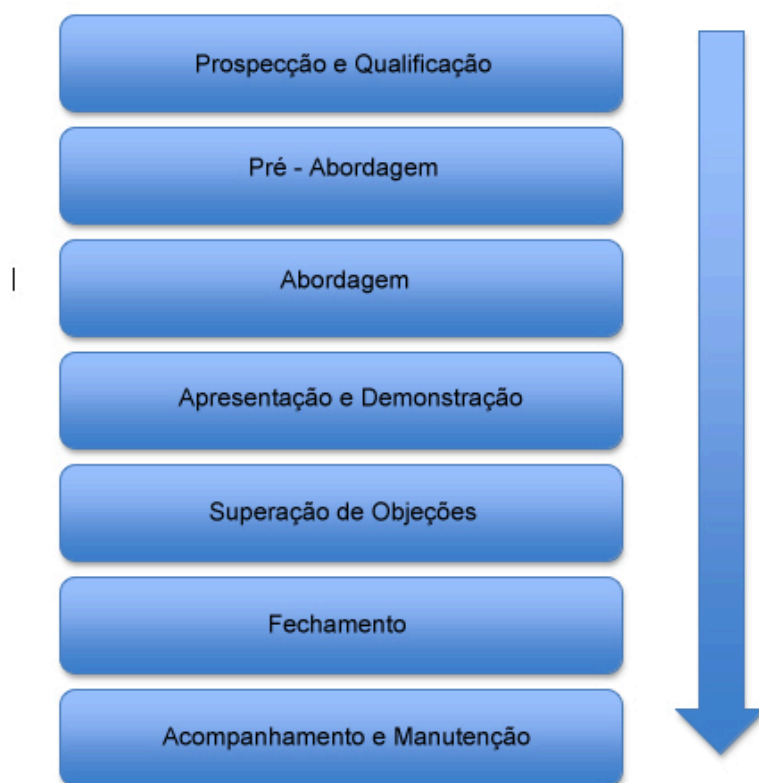 Prospecção e Qualificação
Pré - Abordagem
Abordagem
Apresentação e Demonstração
Superação de Objeções
Fechamento
Acompanhamento e Manutenção